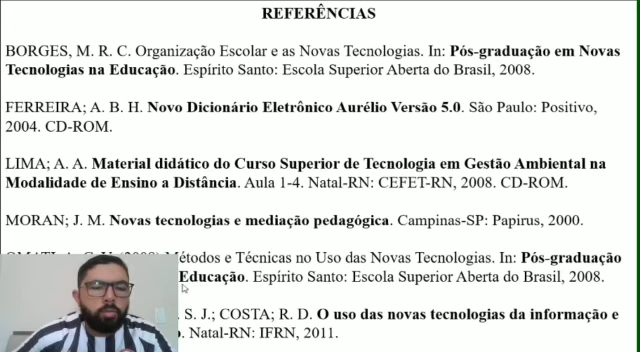 REFERÊNCIAS
BORGES, M. R. C. Organização Escolar e as Novas Tecnologias. In: Pós-graduação em Novas
Tecnologias na Educação. Espírito Santo: Escola Superior Aberta do Brasil, 2008.
FERREIRA; A. B. H. Novo Dicionário Eletrônico Aurélio Versão 5.0. São Paulo: Positivo,
2004. CD-ROM.
LIMA; A. A. Material didático do Curso Superior de Tecnologia em Gestão Ambiental na
Modalidade de Ensino a Distância. Aula 1-4. Natal-RN: CEFET-RN, 2008. CD-ROM.
MORAN; J. M. Novas tecnologias e mediação pedagógica. Campinas-SP: Papirus, 2000.
Métodos e Técnicas no Uso das Novas Tecnologias. In: Pós-graduação
Educação. Espírito Santo: Escola Superior Aberta do Brasil, 2008.
S. J.; COSTA; R. D. O uso das novas tecnologias da informação e
Natal-RN: IFRN, 2011.